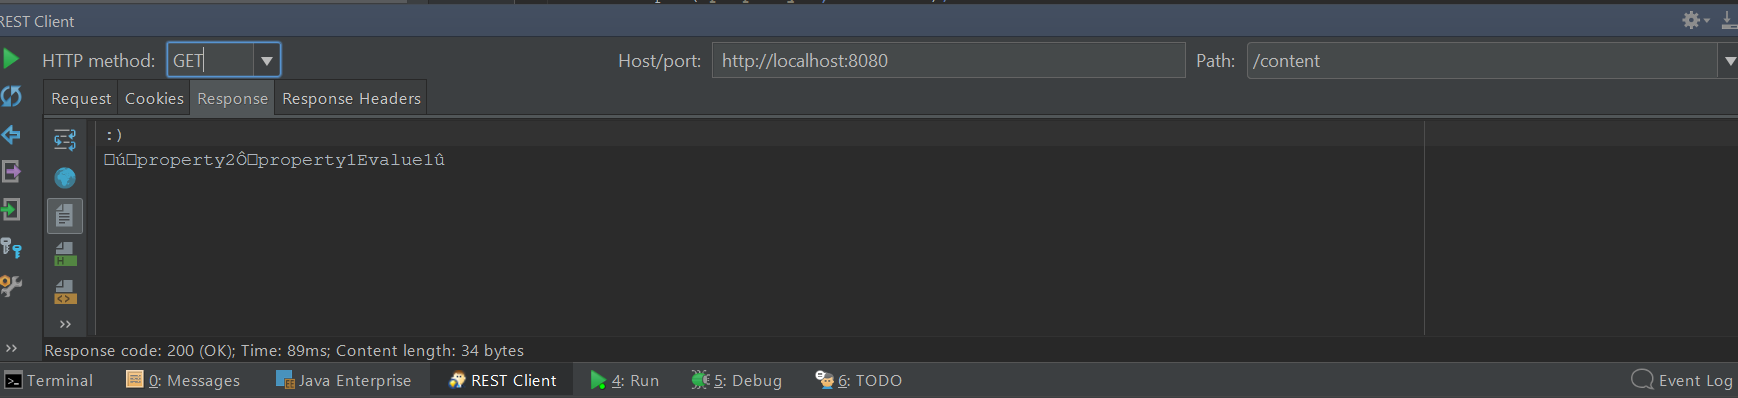 REST Client
HTTP method: GET Host/port: http://localhost:8080 Path: /content
Request Cookies Response Response Headers
:)
□ú□property2Ô□property1Evalue1û
Response code: 200 (OK); Time: 89ms; Content length: 34 bytes
Terminal 0: Messages Java Enterprise REST Client 4: Run 5: Debug 6: TODO Event Log